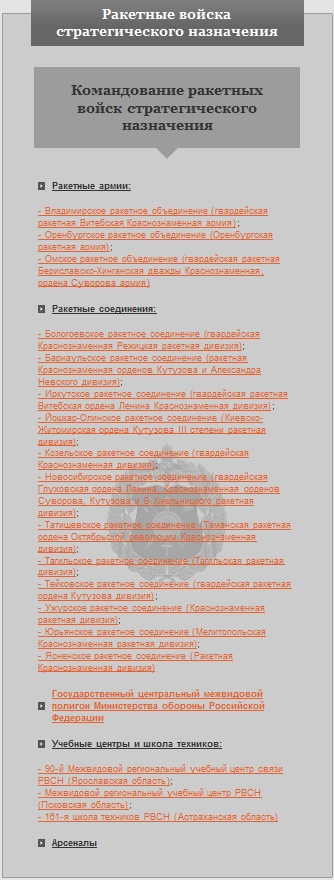 Ракетные войска
стратегического назначения
Командование ракетных
войск стратегического
назначения
Ракетные армии:
- Владимирское ракетное объединение (гвардейская
ракетная Витебская Краснознаменная армия);
- Оренбургское ракетное объединение (Оренбургская
ракетная армия);
- Омское ракетное объединение (гвардейская ракетная
Бериславско-Хинганская дважды Краснознаменная,
ордена Суворова армия)
Ракетные соединения:
- Бологоевское ракетное соединение (гвардейская
Краснознаменная Режицкая ракетная дивизия);
- Барнаульское ракетное соединение (ракетная
Краснознаменная орденов Кутузова и Александра
Невского дивизия);
- Иркутское ракетное соединение (гвардейская ракетная
Витебская ордена Ленина Краснознаменная дивизия);
- Йошкар-Олинское ракетное соединение (Киевско-
Житомирская ордена Кутузова III степени ракетная
дивизия);
- Козельское ракетное соединение (гвардейская
Краснознаменная дивизия);
- Новосибирское ракетное соединение (гвардейская
Глуховская ордена Ленина, Краснознаменная орденов
Суворова, Кутузова и Б.Хмельницкого ракетная
дивизия);
- Татищевское ракетное соединение (Таманская ракетная
ордена Октябрьской революции Краснознаменная
дивизия);
- Тагильское ракетное соединение (Тагильская ракетная
дивизия);
- Тейковское ракетное соединение (гвардейская ракетная
ордена Кутузова дивизия);
- Ужурское ракетное соединение (Краснознаменная
ракетная дивизия);
- Юрьянское ракетное соединение (Мелитопольская
Краснознаменная ракетная дивизия);
- Ясненское ракетное соединение (Ракетная
Краснознаменная дивизия)
Государственный центральный межвидовой
полигон Министерства обороны Российской
Федерации
Учебные центры и школа техников:
- 90-й Межвидовой региональный учебный центр связи
РВСН (Ярославская область);
- Межвидовой региональный учебный центр РВСН
(Псковская область);
- 161-я школа техников РВСН (Астраханская область)
Арсеналы